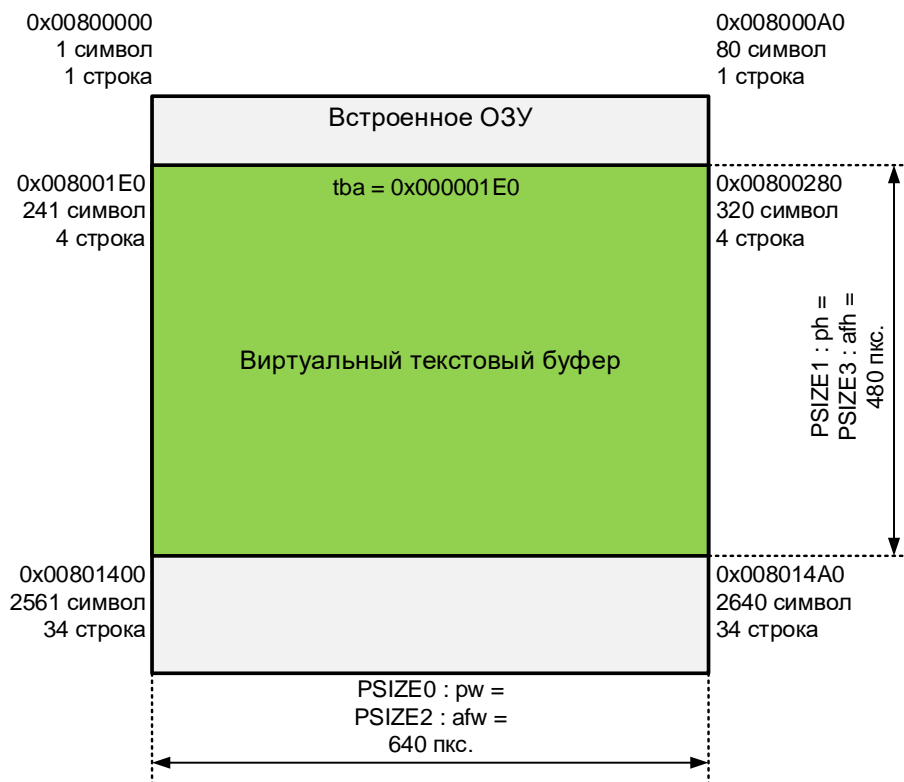 0x00800000
1 символ
1 строка
0x008000A0
80 символ
1 строка
Встроенное ОЗУ
0x008001E0
241 символ
4 строка
tba = 0x000001E0
0x00800280
320 символ
4 строка
Виртуальный текстовый буфер
PSIZE1 : ph =
PSIZE3 : afh =
480 пкс.
0x00801400
2561 символ
34 строка
0x008014A0
2640 символ
34 строка
PSIZE0 : pw =
PSIZE2 : afw =
640 пкс.